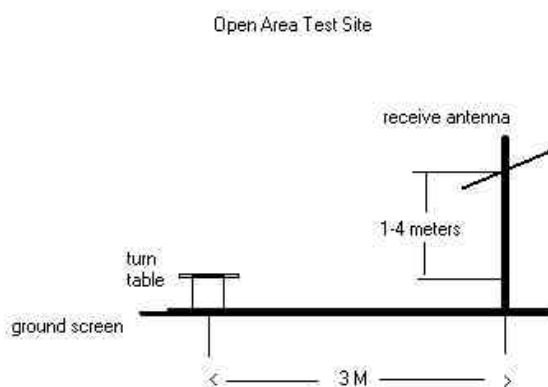 Open Area Test Site
receive antenna
1-4 meters
turn
table
ground screen
3 M